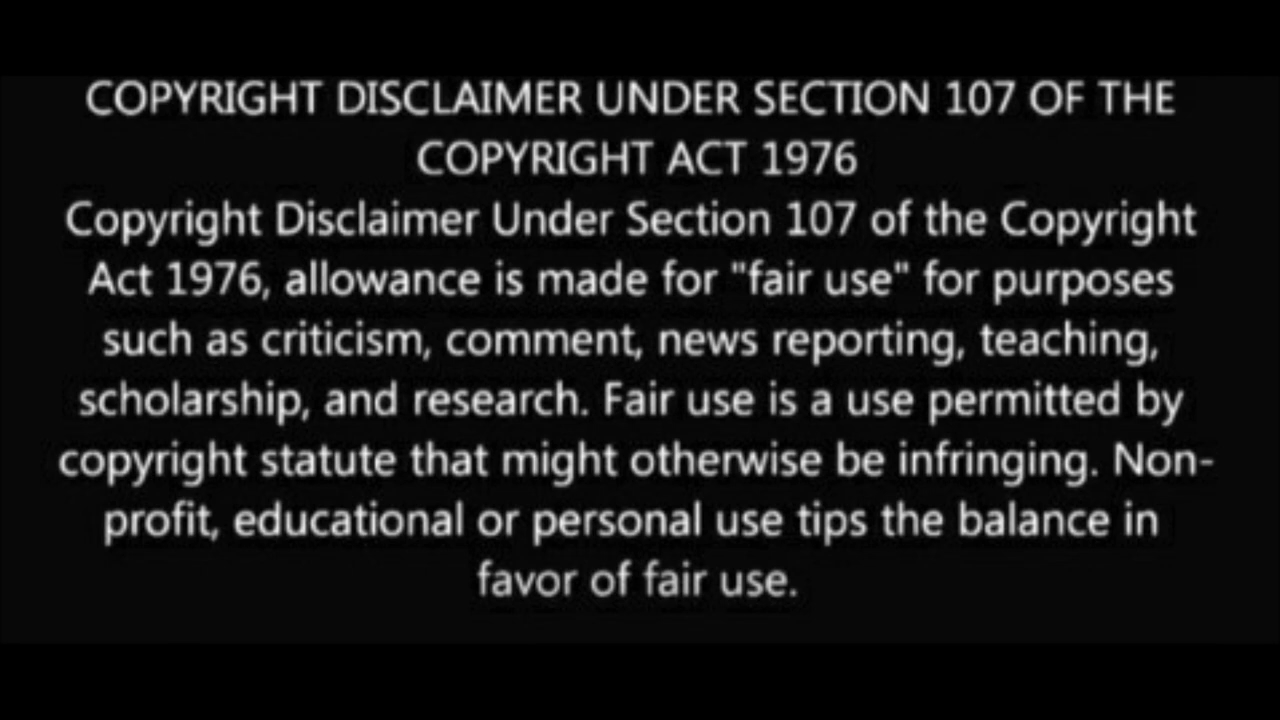 COPYRIGHT DISCLAIMER UNDER SECTION 107 OF THE
COPYRIGHT ACT 1976
Copyright Disclaimer Under Section 107 of the Copyright
Act 1976, allowance is made for "fair use" for purposes
such as criticism, comment, news reporting, teaching,
scholarship, and research. Fair use is a use permitted by
copyright statute that might otherwise be infringing. Non-
profit, educational or personal use tips the balance in
favor of fair use.